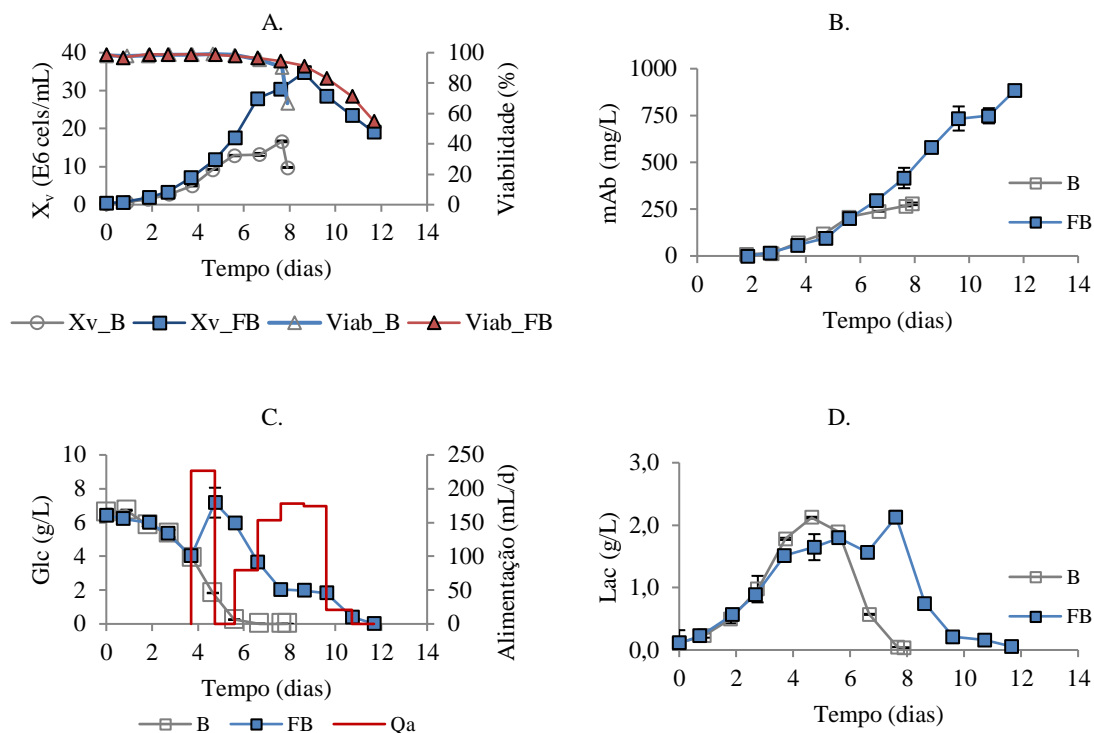 A.
40
30
20
10
0
X_v (E6 cels/mL)
100
80
60
40
20
0
Viabilidade (%)
0 2 4 6 8 10 12 14
Tempo (dias)
Xv_B Xv_FB Viab_B Viab_FB
B.
1000
750
500
250
0
mAb (mg/L)
0 2 4 6 8 10 12 14
Tempo (dias)
B
FB
C.
10
8
6
4
2
0
Glc (g/L)
250
200
150
100
50
0
Alimentação (mL/d)
0 2 4 6 8 10 12 14
Tempo (dias)
B FB Qa
D.
3,0
2,0
1,0
0,0
Lac (g/L)
0 2 4 6 8 10 12 14
Tempo (dias)
B
FB